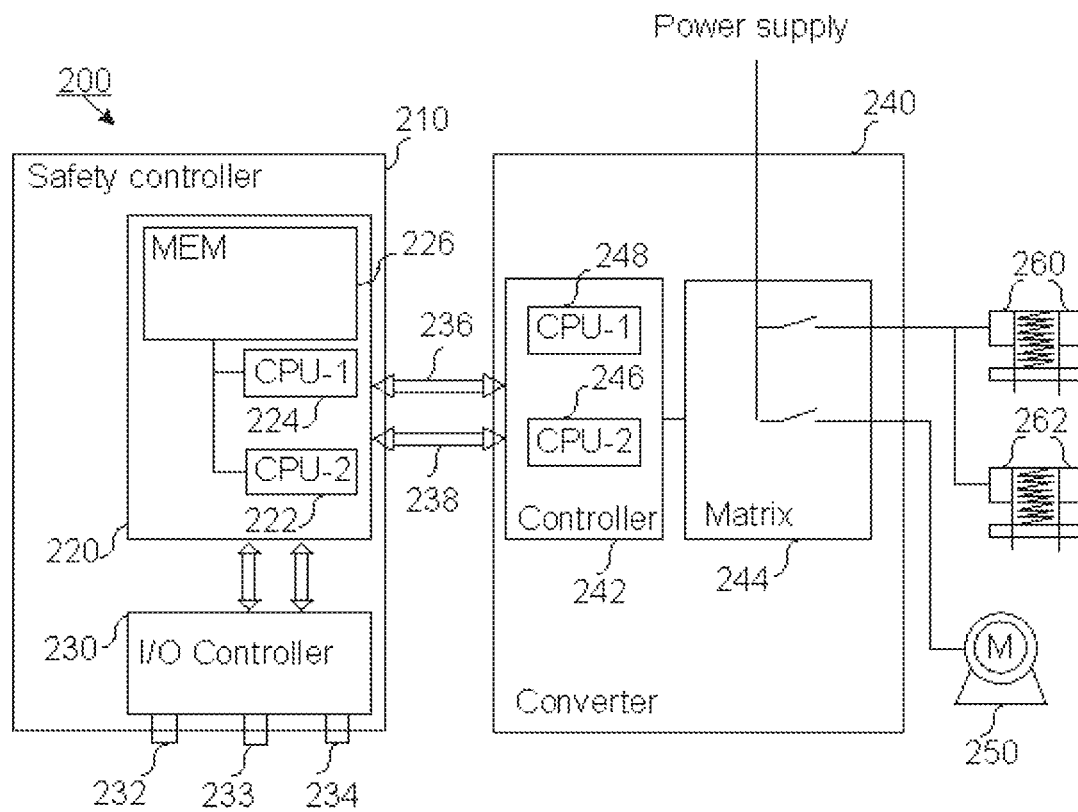 Power supply
200
210
240
Safety controller
MEM
226
248
260
CPU-1
CPU-1
236
224
246
CPU-2
CPU-2
262
222
238
Controller
Matrix
220
242
244
230
I/O Controller
M
Converter
250
232
233
234